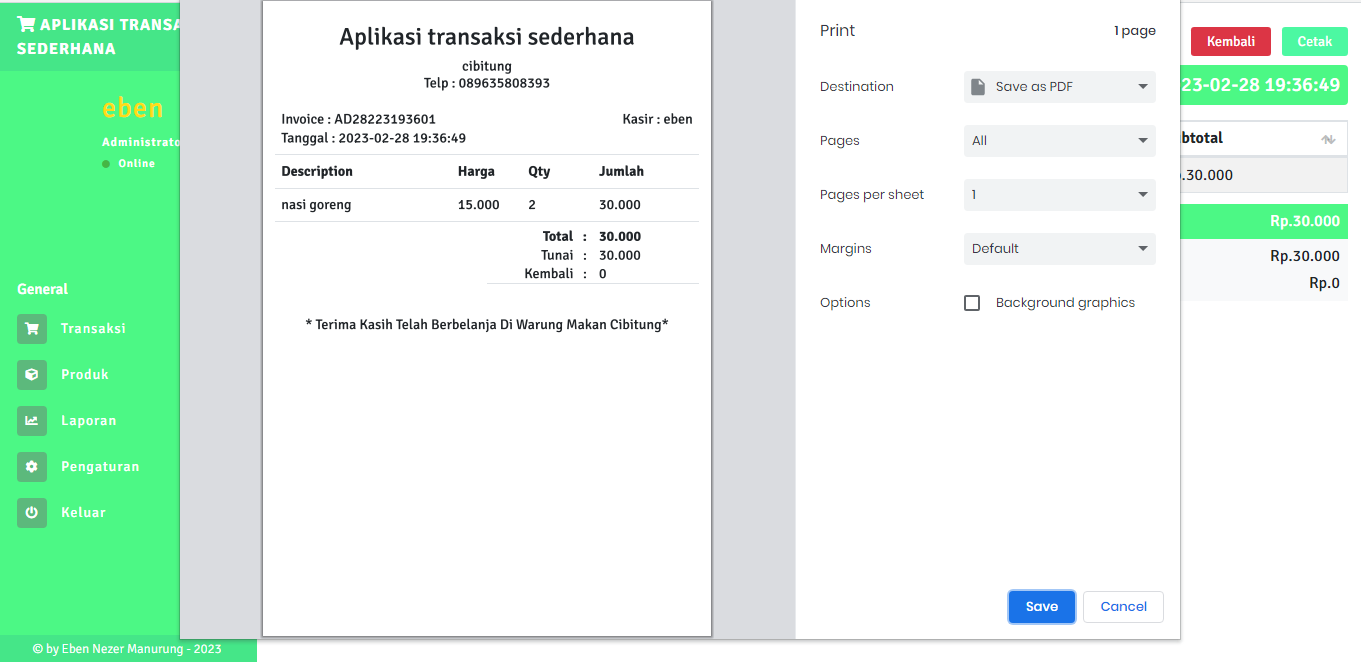 APLIKASI TRANSA
SEDERHANA
eben
Administrato
Online
General
Transaksi
Produk
Laporan
Pengaturan
Keluar
© by Eben Nezer Manurung - 2023
Aplikasi transaksi sederhana
cibitung
Telp : 089635808393
Invoice : AD28223193601 Kasir : eben
Tanggal : 2023-02-28 19:36:49
Description Harga Qty Jumlah
nasi goreng 15.000 2 30.000
Total : 30.000
Tunai : 30.000
Kembali : 0
* Terima Kasih Telah Berbelanja Di Warung Makan Cibitung*
Print 1 page
Destination Save as PDF
Pages All
Pages per sheet 1
Margins Default
Options Background graphics
Save Cancel
Kembali Cetak
23-02-28 19:36:49
btotal
.30.000
Rp.30.000
Rp.30.000
Rp.0